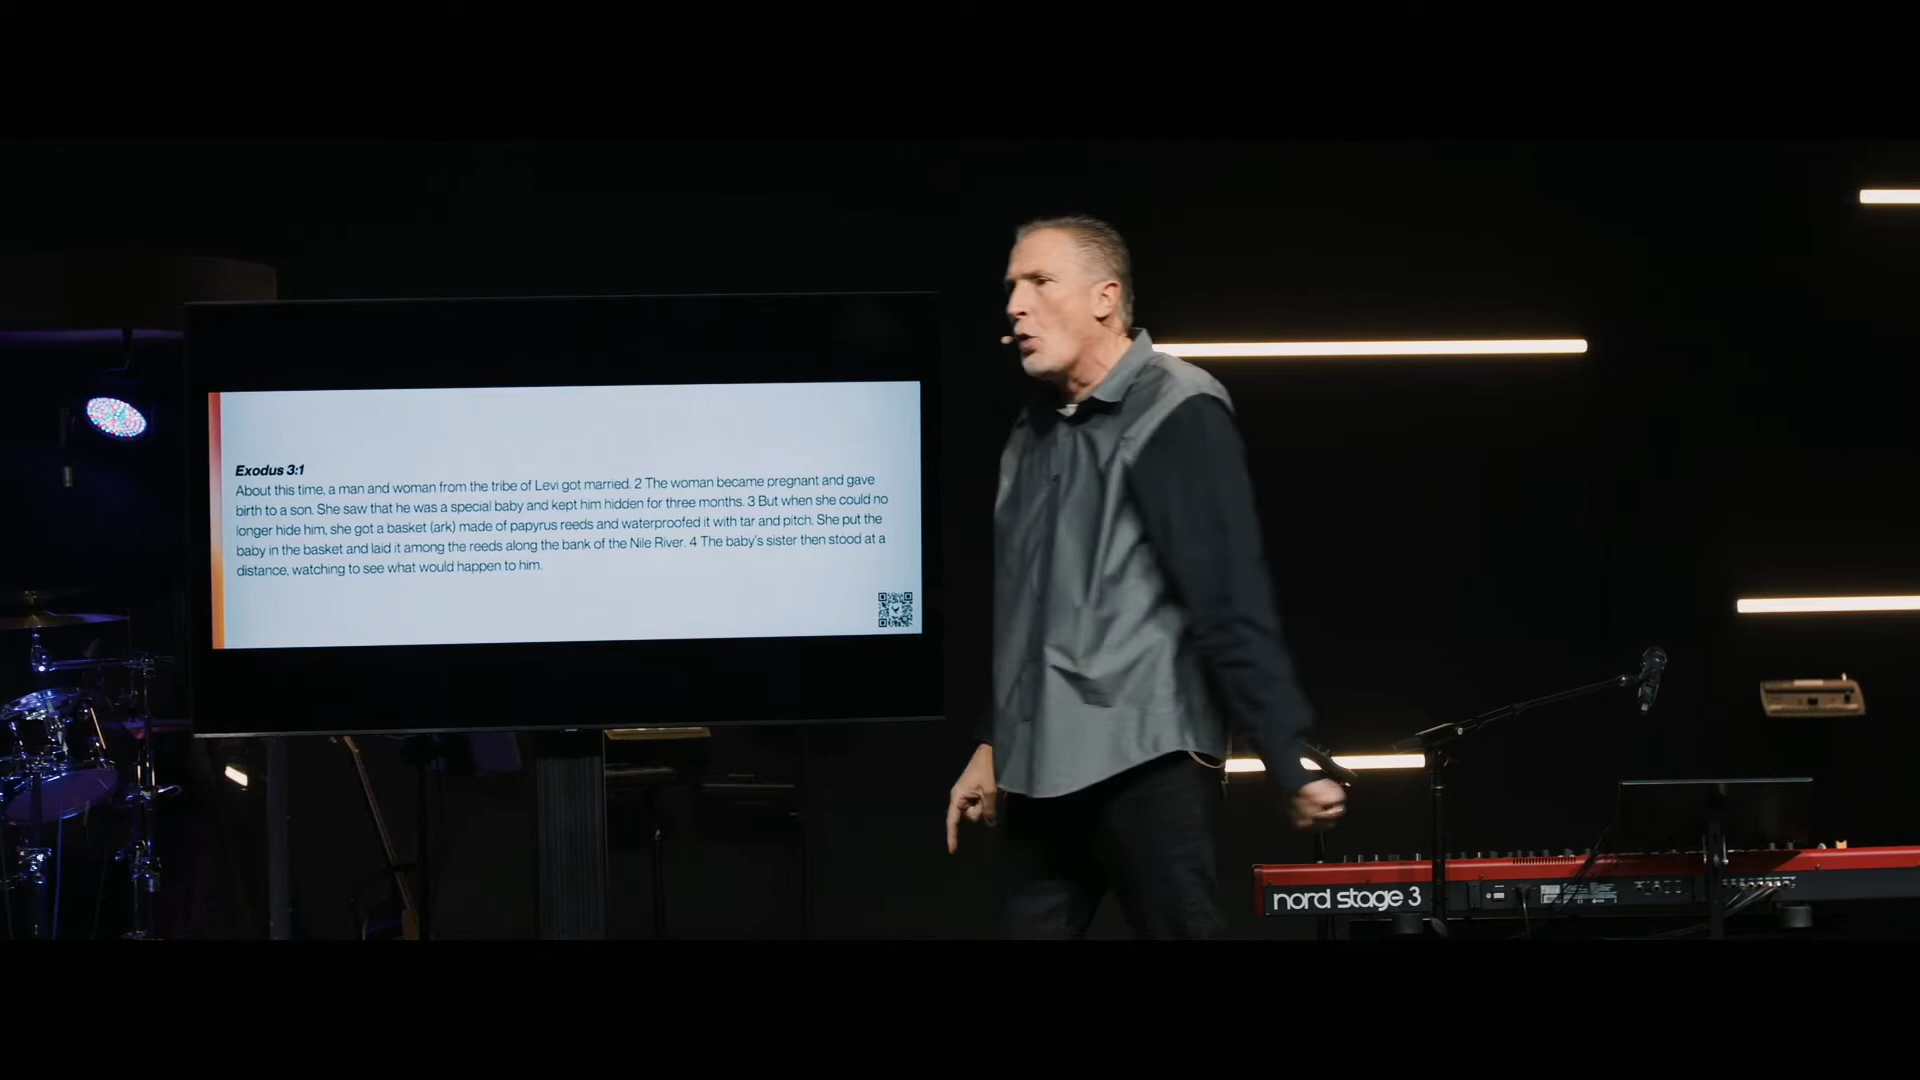 Exodus 3:1
About this time, a man and woman from the tribe of Levi got married. 2 The woman became pregnant and gave
birth to a son. She saw that he was a special baby and kept him hidden for three months. 3 But when she could no
longer hide him, she got a basket (ark) made of papyrus reeds and waterproofed it with tar and pitch. She put the
baby in the basket and laid it among the reeds along the bank of the Nile River. 4 The baby's sister then stood at a
distance, watching to see what would happen to him.
nord stage 3